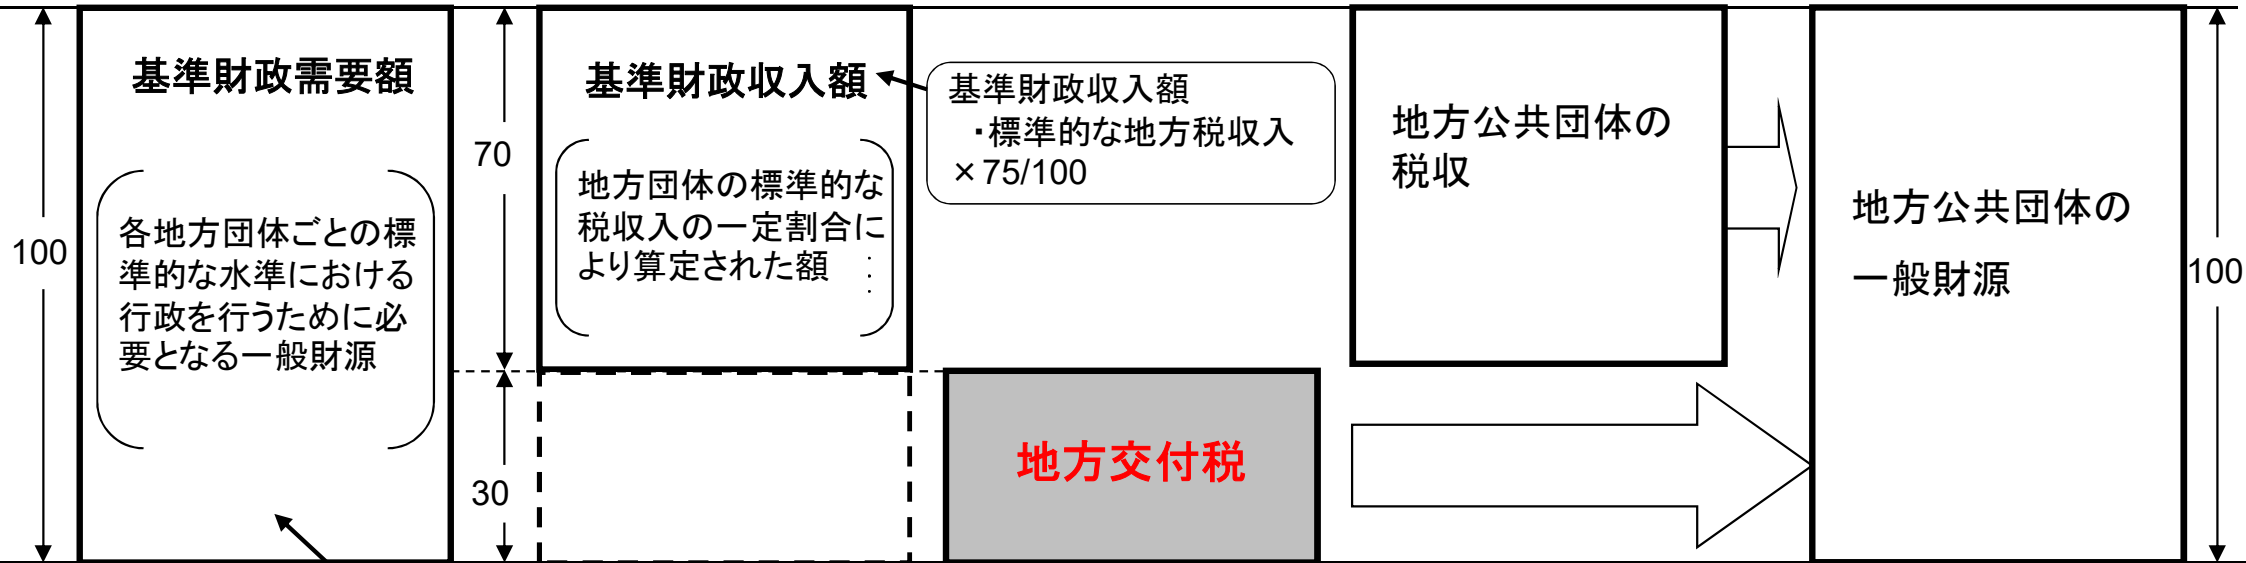 100
基準財政需要額
各地方団体ごとの標
準的な水準における
行政を行うために必
要となる一般財源
70
30
基準財政収入額
地方団体の標準的な
税収入の一定割合に
より算定された額
基準財政収入額
・標準的な地方税収入
×75/100
地方交付税
地方公共団体の
税収
地方公共団体の
一般財源
100